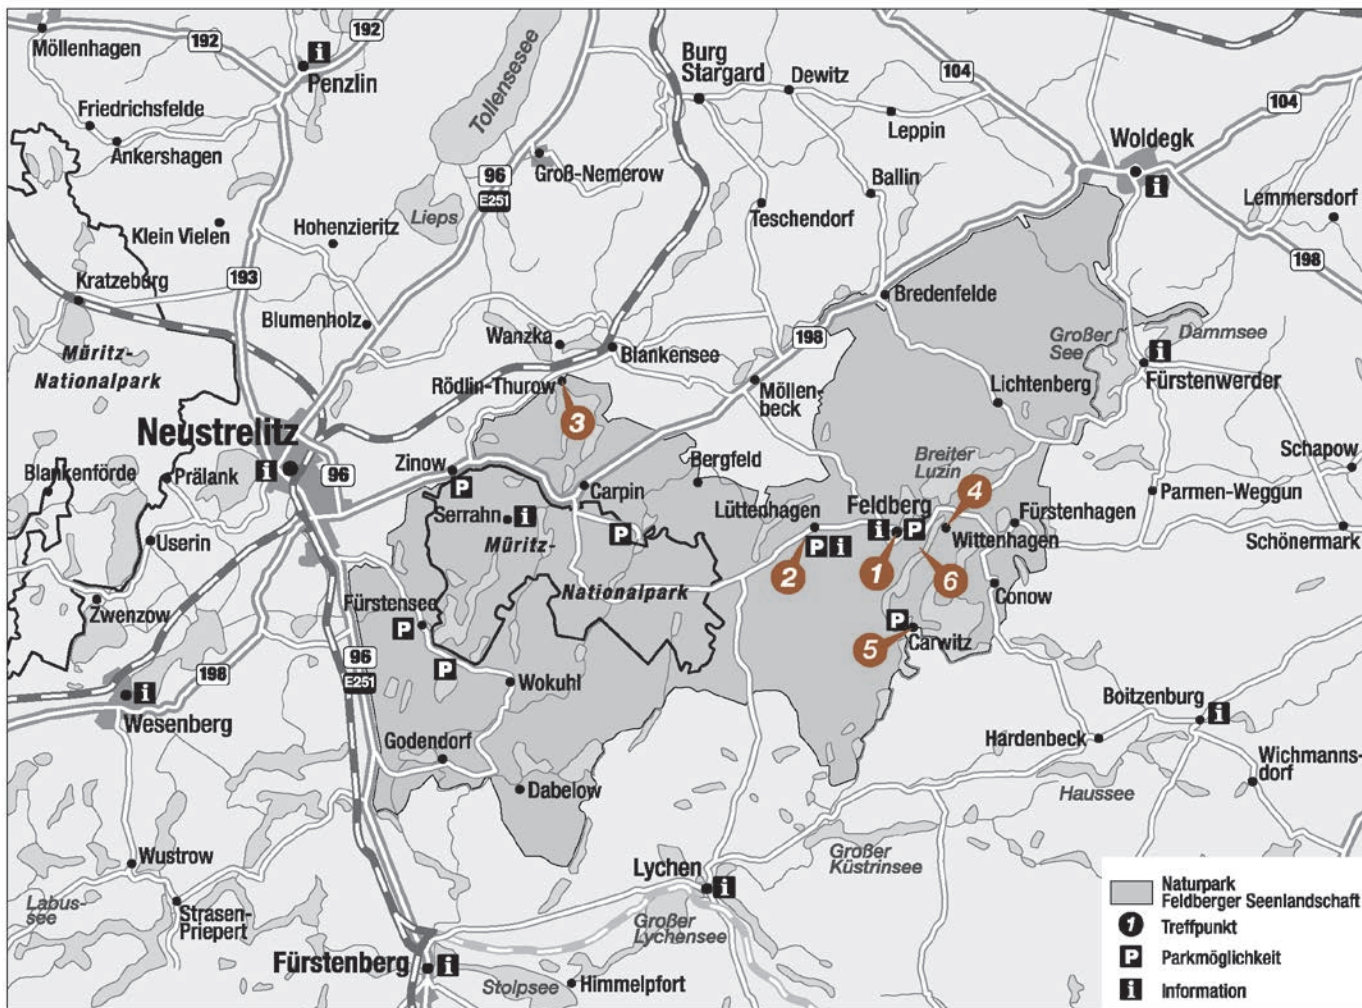 192
192
Möllenhagen
Penzlin
Tollensesee
Burg
Stargard
Dewitz
104
104
Friedrichsfelde
Ankershagen
Leppin
Woldegk
96
E251
Groß-Nemerow
Ballin
Lieps
Klein Vielen
Hohenzieritz
Teschendorf
Lemmersdorf
193
198
Kratzeburg
Bredenfelde
Blumenholz
Wanzka
Blankensee
198
Großer
See
Dammsee
Müritz-
Nationalpark
Rödlin-Thurow
Möllen-
beck
Lichtenberg
Fürstenwerder
3
Neustrelitz
96
Zinow
P
Bergfeld
Breiter
Luzin
Schapow
Blankenförde
Prälank
Carpin
4
Parmen-Weggun
Serrahn
Müritz-
P
Lüttenhagen
Feldberg
P
Fürstenhagen
Userin
P
Wittenhagen
Schönermark
2
1
6
Zwenzow
Fürstensee
Nationalpark
Conow
P
P
Carwitz
5
96
E251
P
198
Wokuhl
Wesenberg
Boitzenburg
Godendorf
Hardenbeck
Wichmanns-
dorf
Dabelow
Haussee
Wustrow
Großer
Küstrinsee
Lychen
Labus-
see
Strasen-
Priepert
Großer
Lychensee
Fürstenberg
Stolpsee
Himmelpfort
Naturpark
Feldberger Seenlandschaft
1 Treffpunkt
P Parkmöglichkeit
i Information